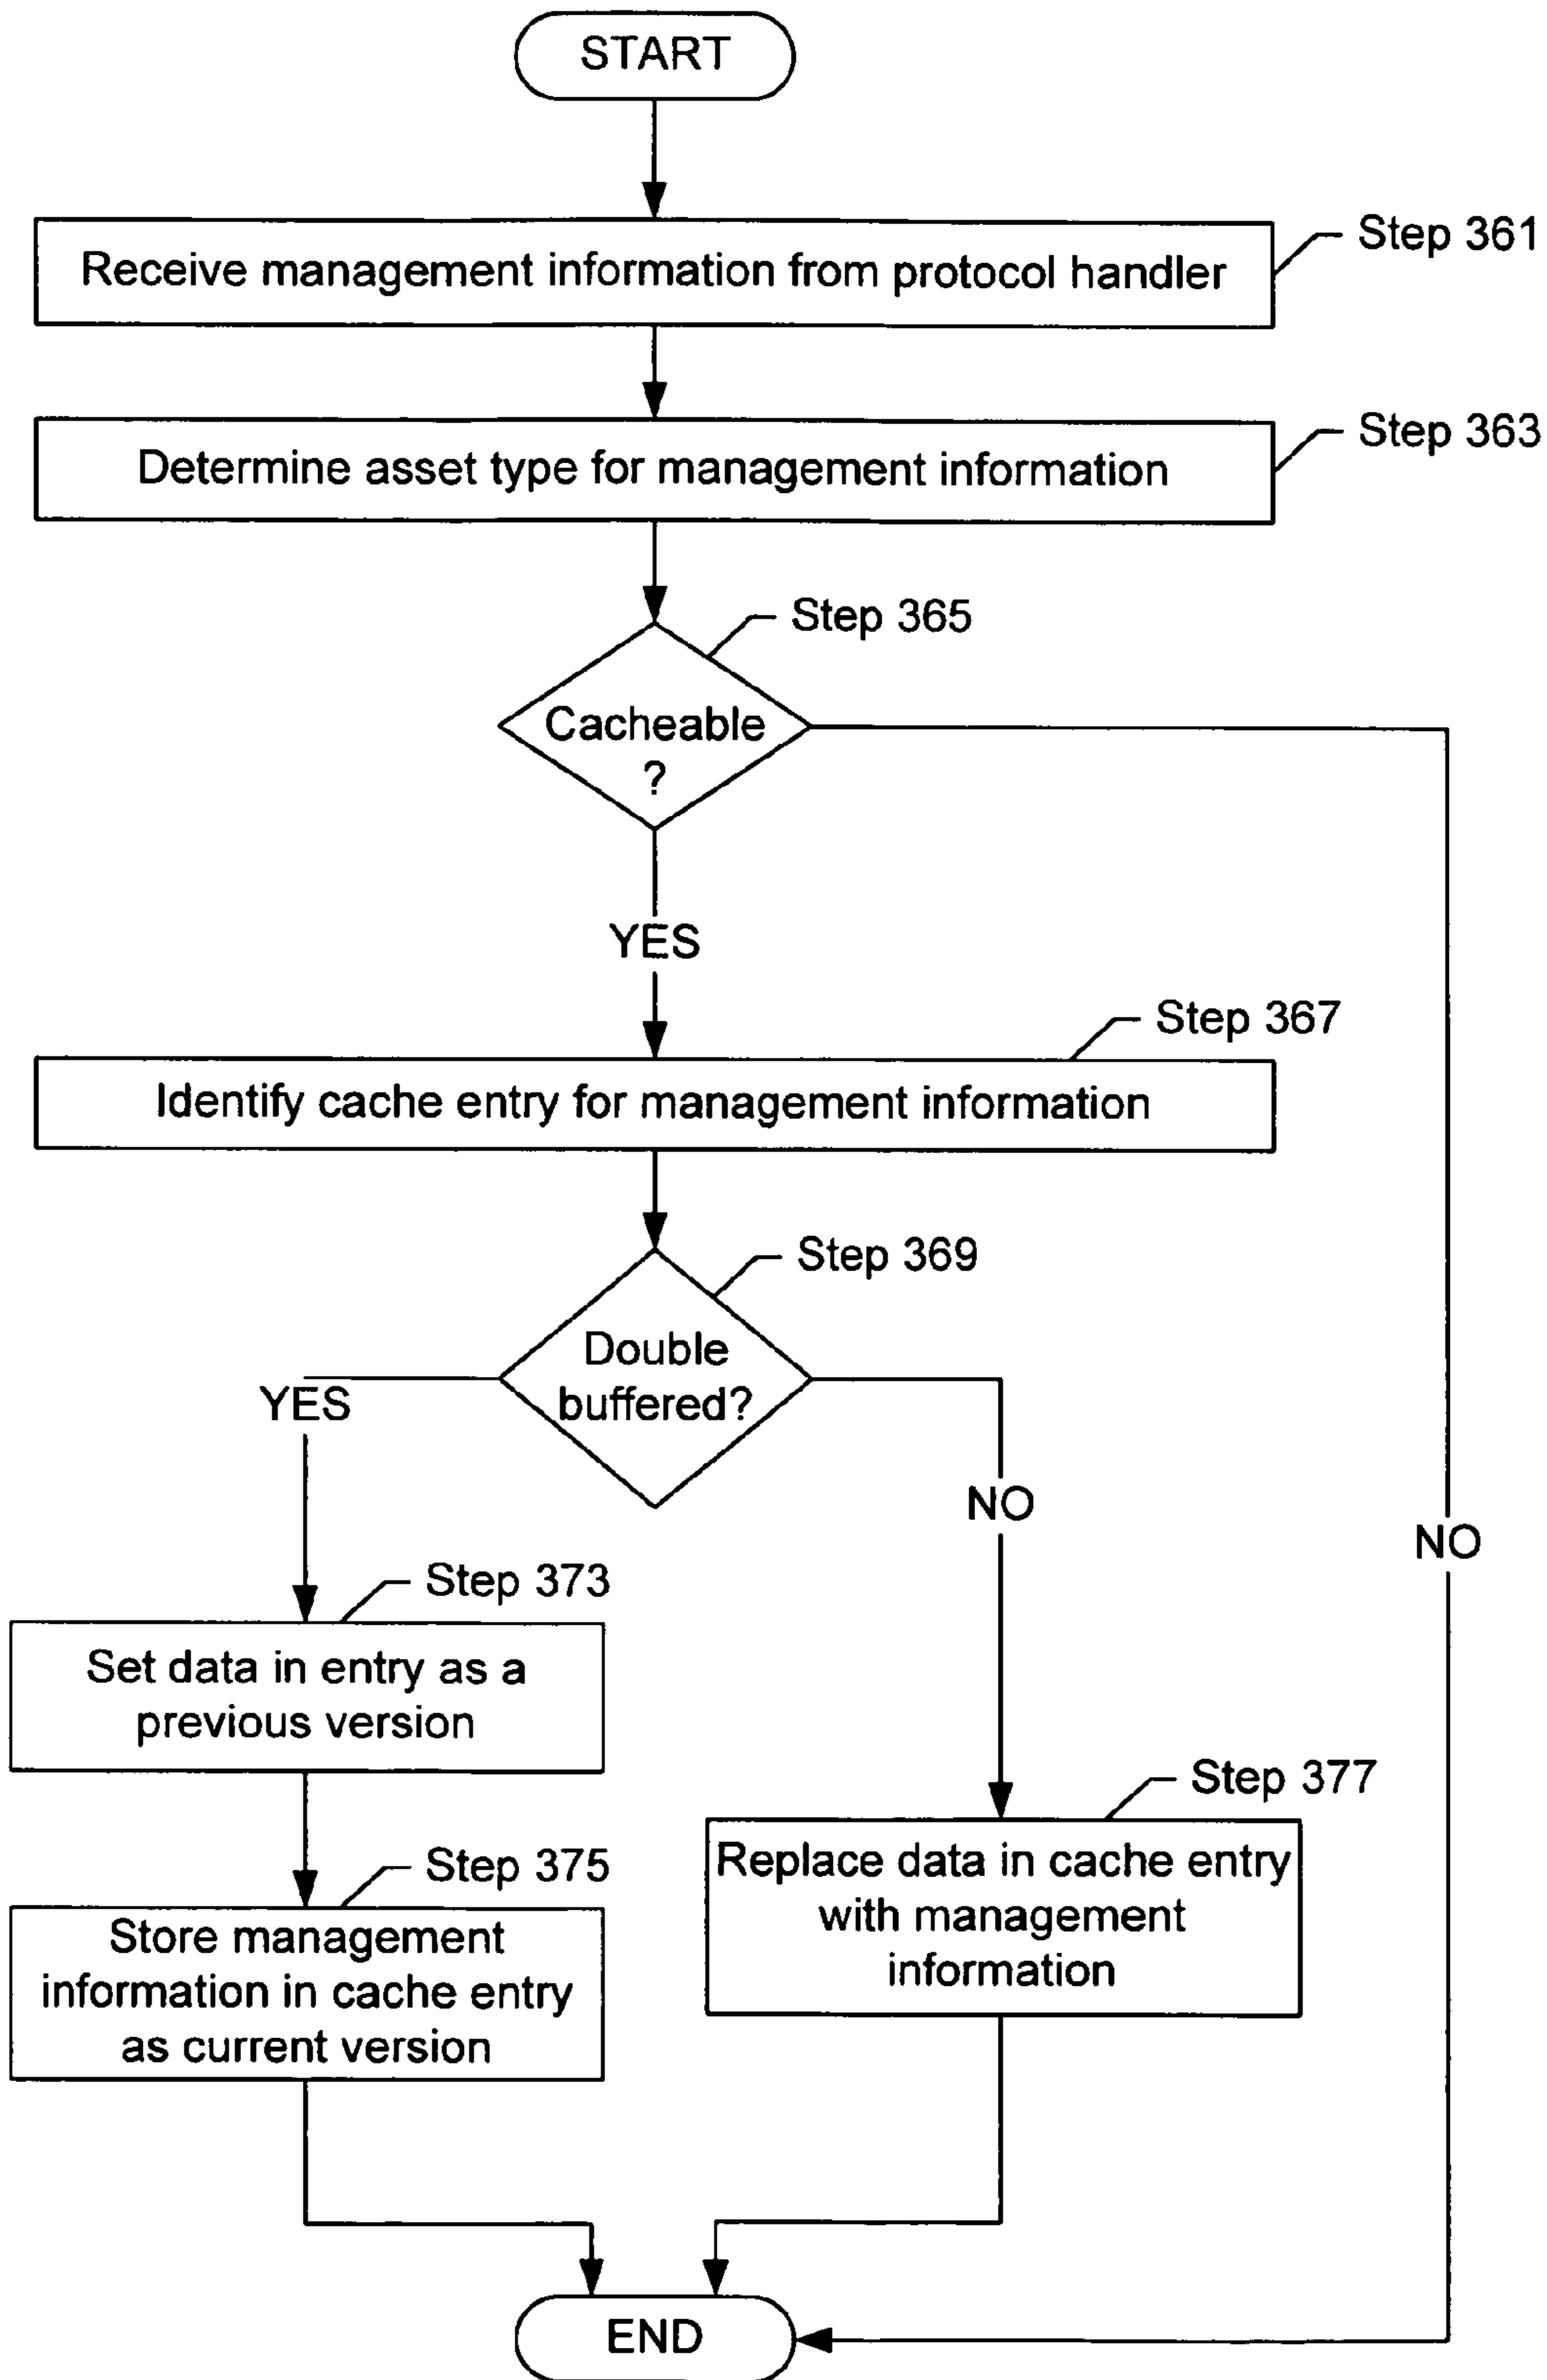 START
Step 361
Receive management information from protocol handler
Step 363
Determine asset type for management information
Step 365
Cacheable
?
YES
Step 367
Identify cache entry for management information
Step 369
Double
buffered?
YES
NO
NO
Step 373
Set data in entry as a
previous version
Step 377
Replace data in cache entry
with management
information
Step 375
Store management
information in cache entry
as current version
END